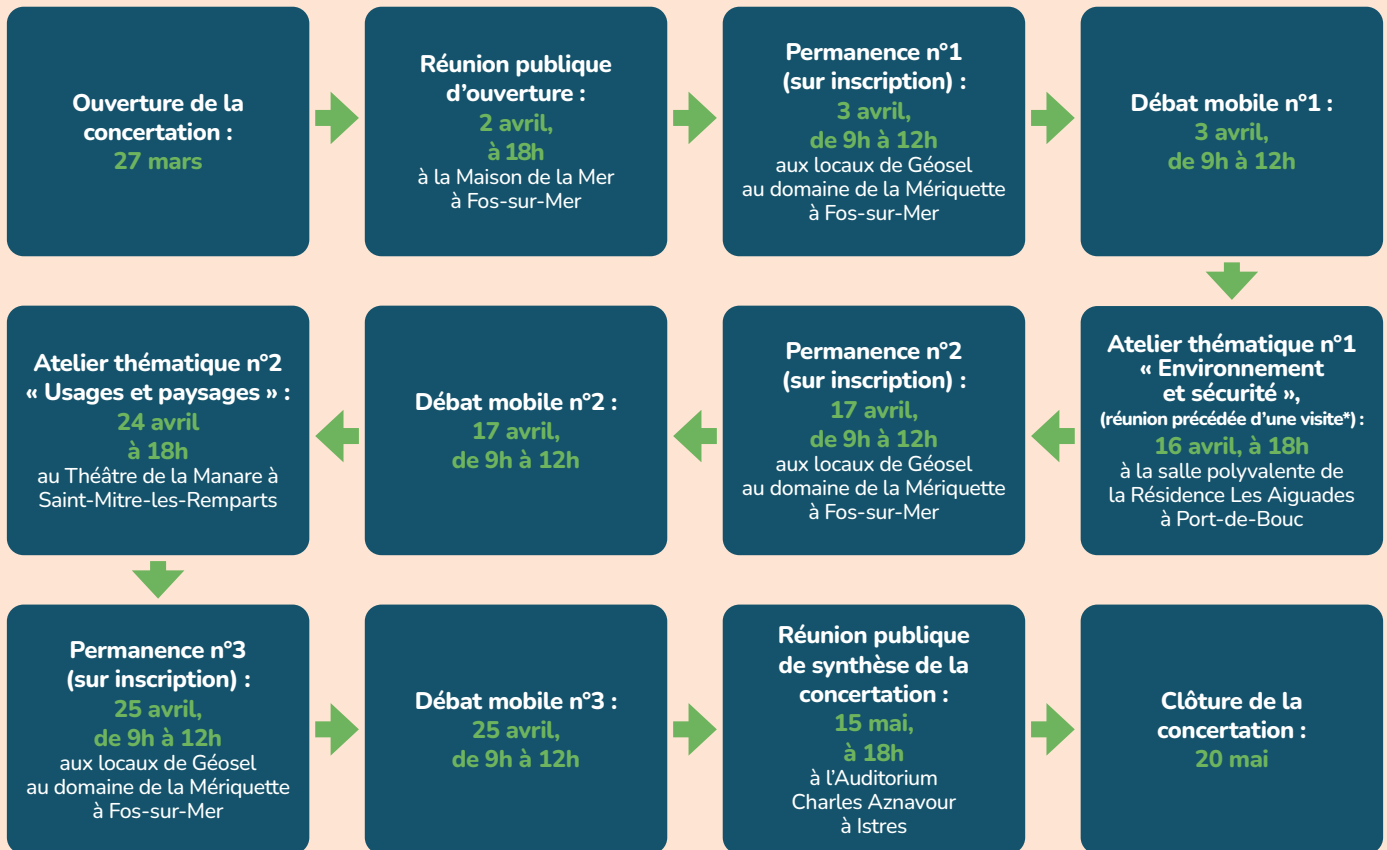 Ouverture de la
concertation :
27 mars
Réunion publique
d’ouverture :
2 avril,
à 18h
à la Maison de la Mer
à Fos-sur-Mer
Permanence n°1
(sur inscription) :
3 avril,
de 9h à 12h
aux locaux de Géosel
au domaine de la Mériquette
à Fos-sur-Mer
Débat mobile n°1 :
3 avril,
de 9h à 12h
Atelier thématique n°1
« Environnement
et sécurité »,
(réunion précédée d’une visite*) :
16 avril, à 18h
à la salle polyvalente de
la Résidence Les Aiguades
à Port-de-Bouc
Permanence n°2
(sur inscription) :
17 avril,
de 9h à 12h
aux locaux de Géosel
au domaine de la Mériquette
à Fos-sur-Mer
Débat mobile n°2 :
17 avril,
de 9h à 12h
Atelier thématique n°2
« Usages et paysages » :
24 avril
à 18h
au Théâtre de la Manare à
Saint-Mitre-les-Remparts
Permanence n°3
(sur inscription) :
25 avril,
de 9h à 12h
aux locaux de Géosel
au domaine de la Mériquette
à Fos-sur-Mer
Débat mobile n°3 :
25 avril,
de 9h à 12h
Réunion publique
de synthèse de la
concertation :
15 mai,
à 18h
à l’Auditorium
Charles Aznavour
à Istres
Clôture de la
concertation :
20 mai